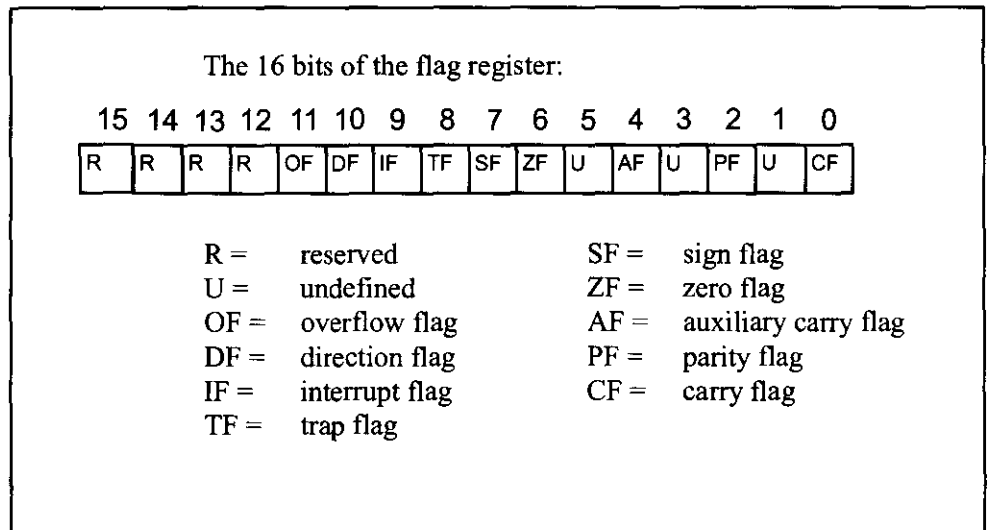 The 16 bits of the flag register:
15 14 13 12 11 10 9 8 7 6 5 4 3 2 1 0
R R R R OF DF IF TF SF ZF U AF U PF U CF
R = reserved SF = sign flag
U = undefined ZF = zero flag
OF = overflow flag AF = auxiliary carry flag
DF = direction flag PF = parity flag
IF = interrupt flag CF = carry flag
TF = trap flag